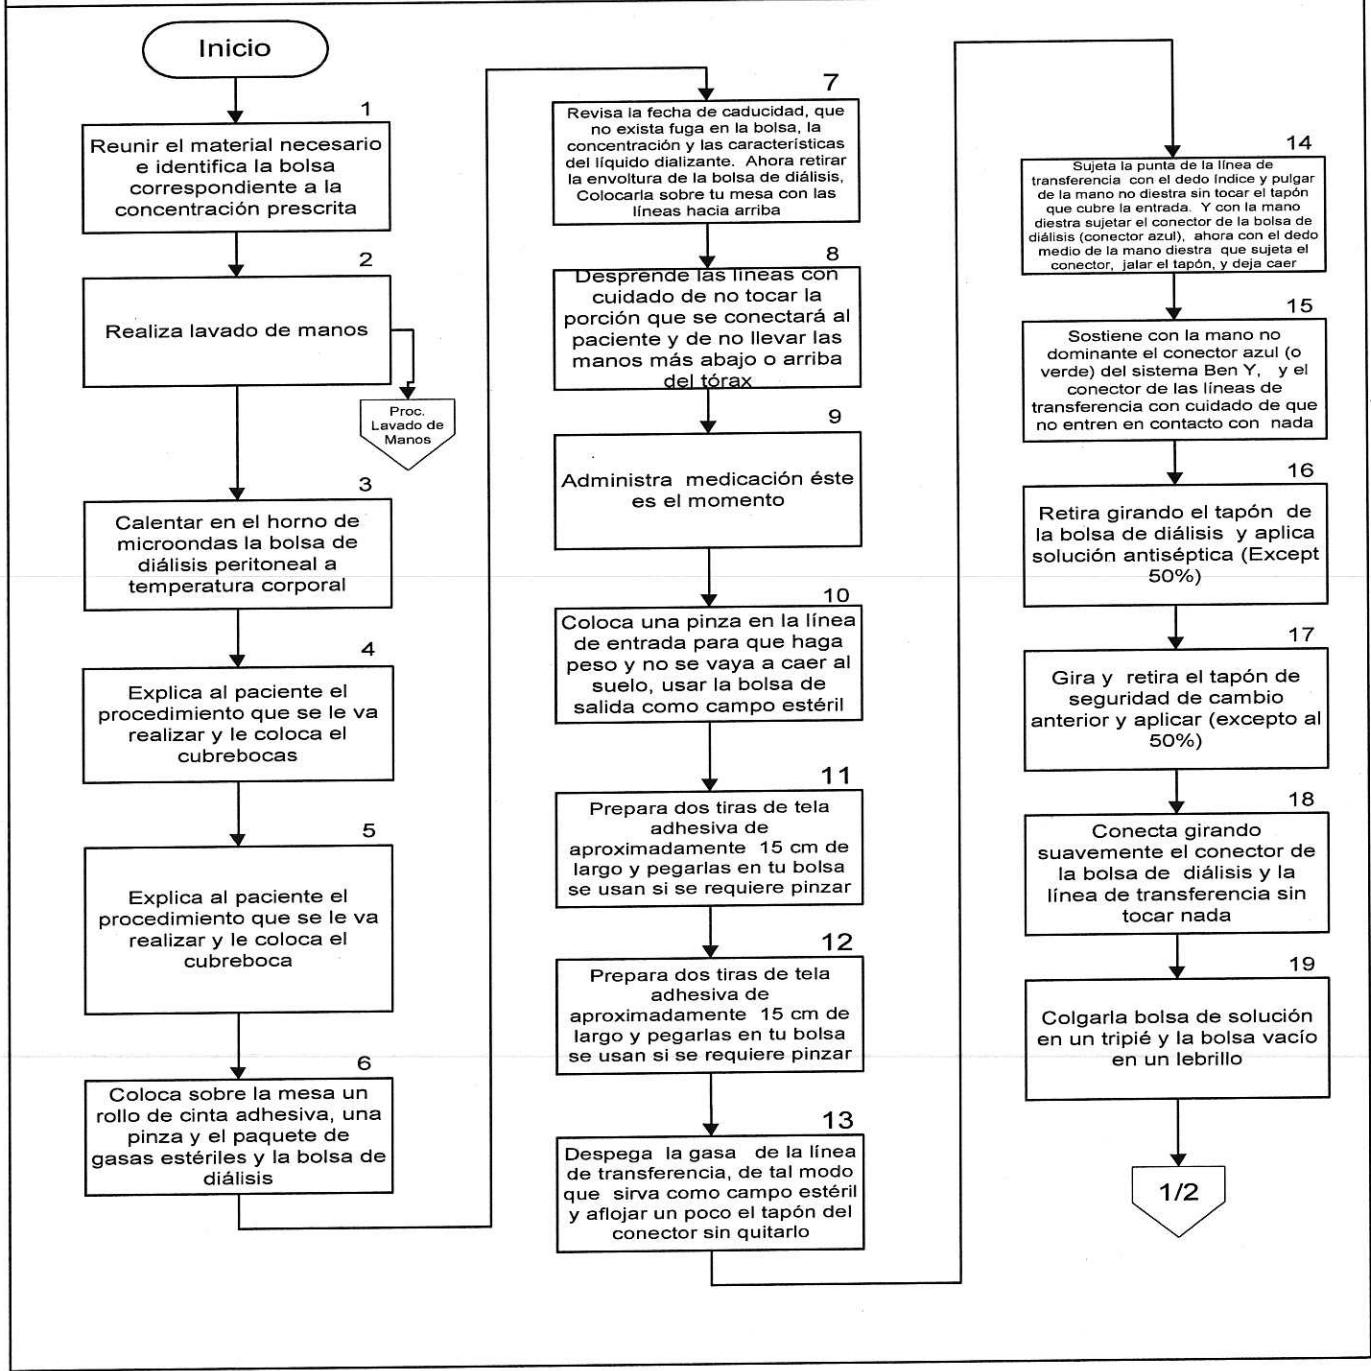 Inicio
1
Reunir el material necesario
e identifica la bolsa
correspondiente a la
concentración prescrita
2
Realiza lavado de manos
Proc.
Lavado de
Manos
3
Calentar en el horno de
microondas la bolsa de
diálisis peritoneal a
temperatura corporal
4
Explica al paciente el
procedimiento que se le va
realizar y le coloca el
cubrebocas
5
Explica al paciente el
procedimiento que se le va
realizar y le coloca el
cubreboca
6
Coloca sobre la mesa un
rollo de cinta adhesiva, una
pinza y el paquete de
gasas estériles y la bolsa de
diálisis
7
Revisa la fecha de caducidad, que
no exista fuga en la bolsa, la
concentración y las características
del líquido dializante. Ahora retirar
la envoltura de la bolsa de diálisis,
Colocarla sobre tu mesa con las
líneas hacia arriba
8
Desprende las líneas con
cuidado de no tocar la
porción que se conectará al
paciente y de no llevar las
manos más abajo o arriba
del tórax
9
Administra medicación éste
es el momento
10
Coloca una pinza en la línea
de entrada para que haga
peso y no se vaya a caer al
suelo, usar la bolsa de
salida como campo estéril
11
Prepara dos tiras de tela
adhesiva de
aproximadamente 15 cm de
largo y pegarlas en tu bolsa
se usan si se requiere pinzar
12
Prepara dos tiras de tela
adhesiva de
aproximadamente 15 cm de
largo y pegarlas en tu bolsa
se usan si se requiere pinzar
13
Despega la gasa de la línea
de transferencia, de tal modo
que sirva como campo estéril
y aflojar un poco el tapón del
conector sin quitarlo
14
Sujeta la punta de la línea de
transferencia con el dedo índice y pulgar
de la mano no diestra sin tocar el tapón
que cubre la entrada. Y con la mano
diestra sujetar el conector de la bolsa de
diálisis (conector azul), ahora con el dedo
medio de la mano diestra que sujeta el
conector, jalar el tapón, y deja caer
15
Sostiene con la mano no
dominante el conector azul (o
verde) del sistema Ben Y, y el
conector de las líneas de
transferencia con cuidado de que
no entren en contacto con nada
16
Retira girando el tapón de
la bolsa de diálisis y aplica
solución antiséptica (Except
50%)
17
Gira y retira el tapón de
seguridad de cambio
anterior y aplicar (excepto al
50%)
18
Conecta girando
suavemente el conector de
la bolsa de diálisis y la
línea de transferencia sin
tocar nada
19
Colgarla bolsa de solución
en un tripié y la bolsa vacío
en un lebrillo
1/2